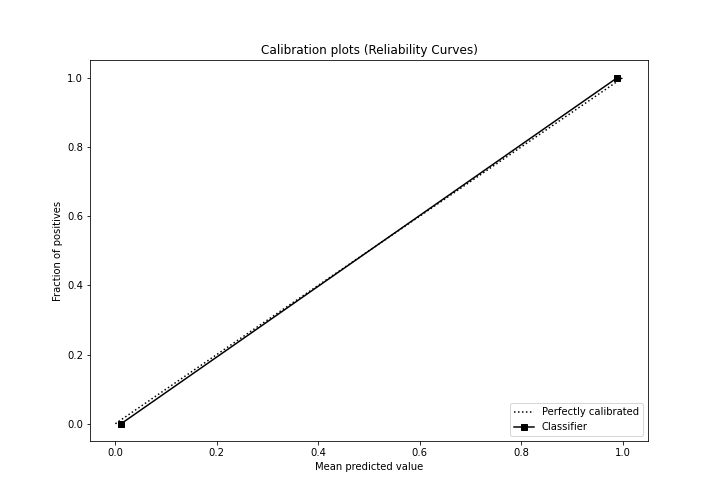 Calibration plots (Reliability Curves)
1.0
0.8
0.6
0.4
0.2
0.0
Fraction of positives
0.0 0.2 0.4 0.6 0.8 1.0
Mean predicted value
Perfectly calibrated
Classifier